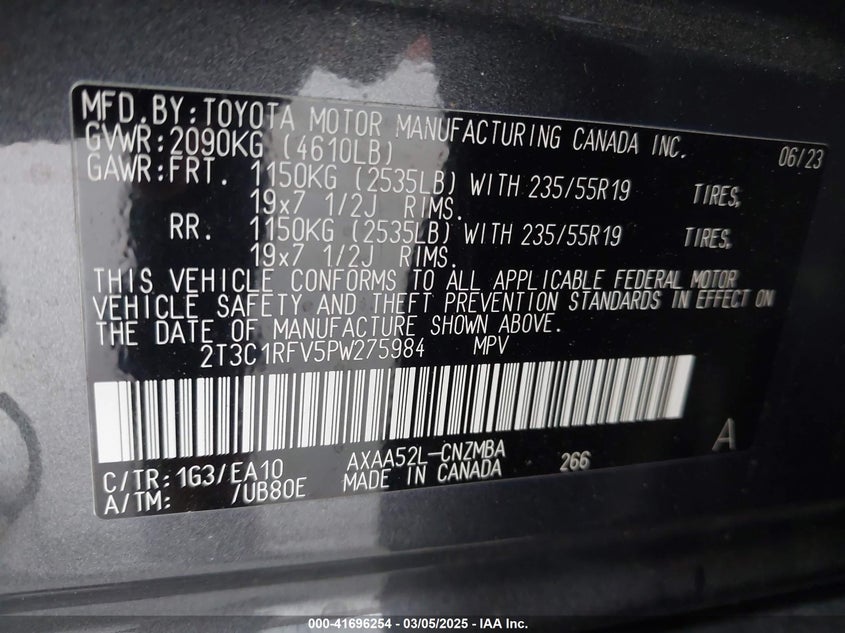 MFD.BY:TOYOTA MOTOR MANUFACTURING CANADA INC. 06/23
GVWR:2090KG (4610LB)
GAWR:FRT. 1150KG (2535LB) WITH 235/55R19 TIRES,
19x7 1/2J RIMS.
RR. 1150KG (2535LB) WITH 235/55R19 TIRES,
19x7 1/2J RIMS.
THIS VEHICLE CONFORMS TO ALL APPLICABLE FEDERAL MOTOR
VEHICLE SAFETY AND THEFT PREVENTION STANDARDS IN EFFECT ON
THE DATE OF MANUFACTURE SHOWN ABOVE.
2T3C1RFV5PW275984 MPV
A
C/TR:1G3/EA10 AXAA52L-CNZMBA 266
A/TM: /UB80E MADE IN CANADA
000-41696254 - 03/05/2025 - IAA Inc.